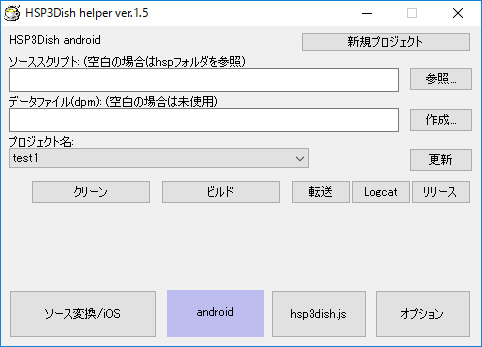 HSP3Dish helper ver.1.5
HSP3Dish android
新規プロジェクト
ソーススクリプト: (空白の場合はhspフォルダを参照)
参照...
データファイル(dpm): (空白の場合は未使用)
作成...
プロジェクト名:
test1
更新
クリーン ビルド 転送 Logcat リリース
ソース変換/iOS android hsp3dish.js オプション